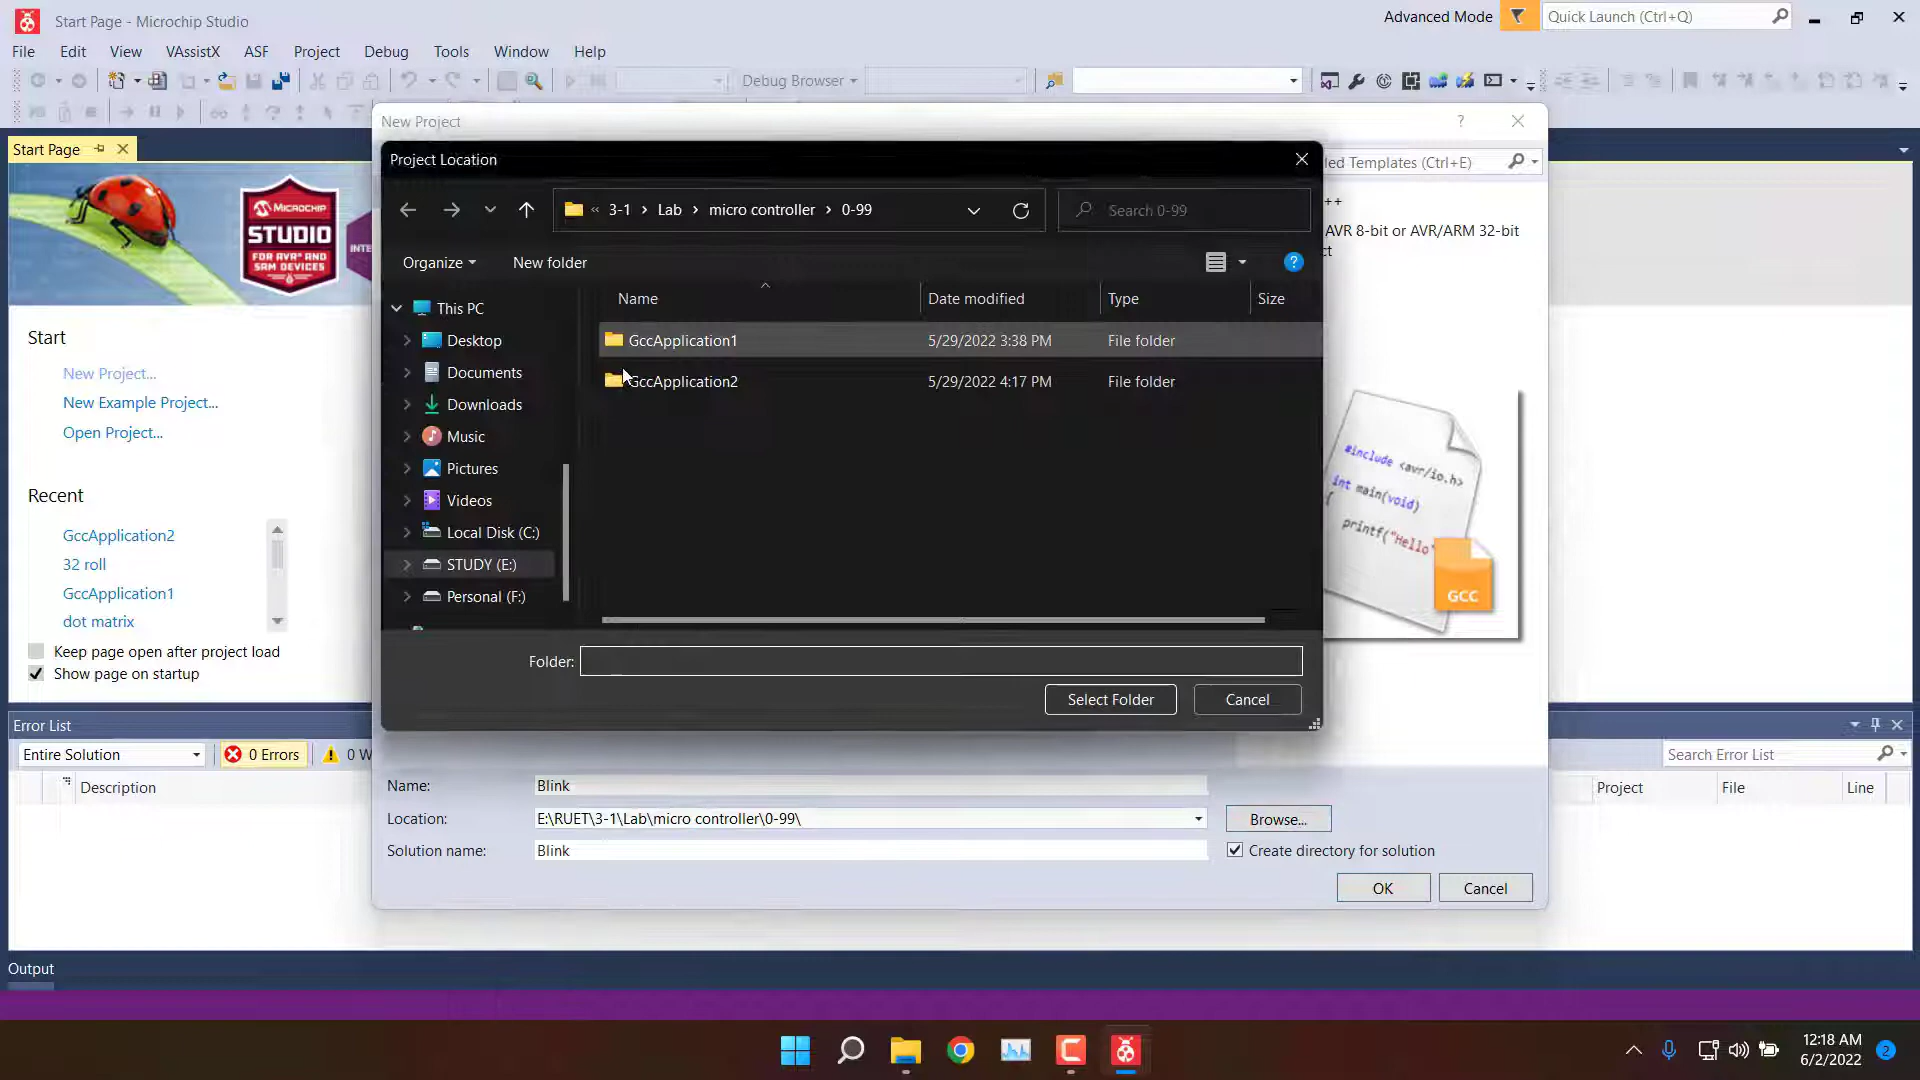 Start Page - Microchip Studio
Advanced Mode
Quick Launch (Ctrl+Q)
File Edit View VAssistX ASF Project Debug Tools Window Help
Debug Browser
New Project
?
Start Page
Project Location
led Templates (Ctrl+E)
MICROCHIP
STUDIO
FOR AVR® AND
SAM DEVICES
INTE
« 3-1 > Lab > micro controller > 0-99
Search 0-99
++
AVR 8-bit or AVR/ARM 32-bit
ct
Organize
New folder
?
Name Date modified Type Size
This PC
Desktop
Documents
Downloads
Music
Pictures
Videos
Local Disk (C:)
STUDY (E:)
Personal (F:)
GccApplication1 5/29/2022 3:38 PM File folder
GccApplication2 5/29/2022 4:17 PM File folder
Start
New Project...
New Example Project...
Open Project...
Recent
GccApplication2
32 roll
GccApplication1
dot matrix
Keep page open after project load
Show page on startup
#include <avr/io.h>
int main(void)
{
printf("Hello"
GCC
Folder:
Select Folder
Cancel
Error List
Entire Solution
0 Errors
0 W
Search Error List
Description
Project
File
Line
Name: Blink
Location: E:\RUET\3-1\Lab\micro controller\0-99\
Browse...
Solution name: Blink
Create directory for solution
OK
Cancel
Output
12:18 AM
6/2/2022
2